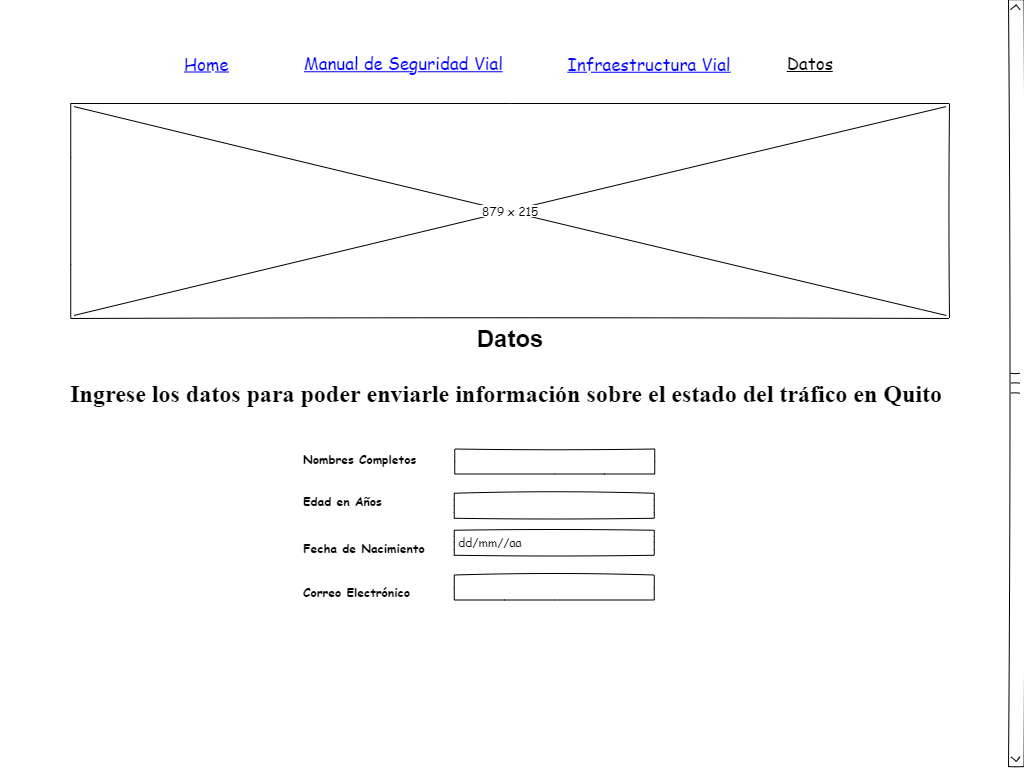 Home Manual de Seguridad Vial Infraestructura Vial Datos
879 x 215
Datos
Ingrese los datos para poder enviarle información sobre el estado del tráfico en Quito
Nombres Completos
Edad en Años
Fecha de Nacimiento dd/mm//aa
Correo Electrónico